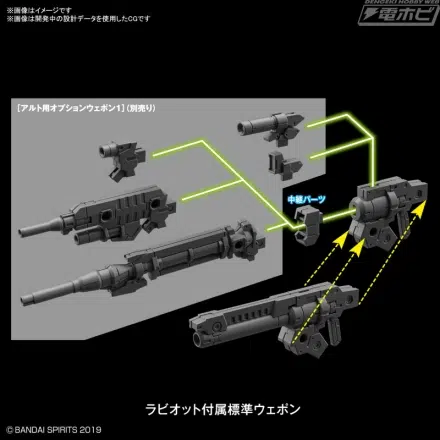 ※画像はイメージです
※画像は開発中の設計データを使用したCGです
DENGEKI HOBBY WEB
電ホビ
[アルト用オプションウェポン1](別売り)
中継パーツ
ラビオット付属標準ウェポン
©BANDAI SPIRITS 2019